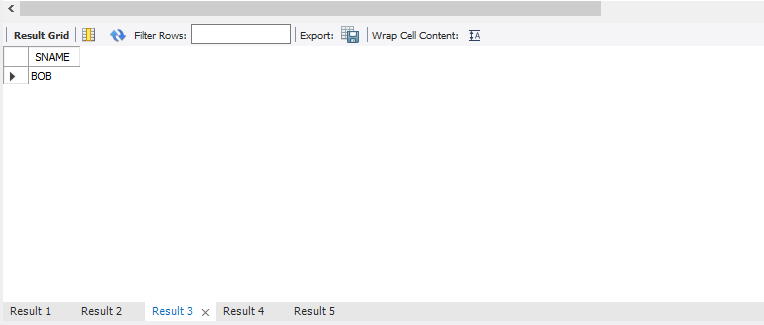 Result Grid Filter Rows: Export: Wrap Cell Content:
SNAME
BOB
Result 1 Result 2 Result 3 Result 4 Result 5